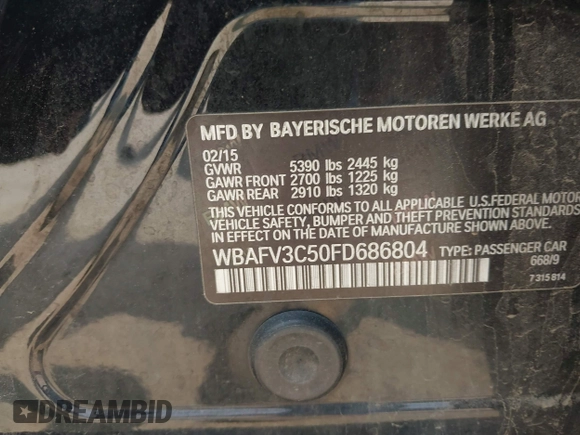 MFD BY BAYERISCHE MOTOREN WERKE AG
02/15
GVWR 5390 lbs 2445 kg
GAWR FRONT 2700 lbs 1225 kg
GAWR REAR 2910 lbs 1320 kg
THIS VEHICLE CONFORMS TO ALL APPLICABLE U.S.FEDERAL MOTOR
VEHICLE SAFETY, BUMPER AND THEFT PREVENTION STANDARDS
IN EFFECT ON THE DATE OF MANUFACTURE SHOWN ABOVE.
WBAFV3C50FD686804 TYPE: PASSENGER CAR
668/9
7315814
DREAMBID